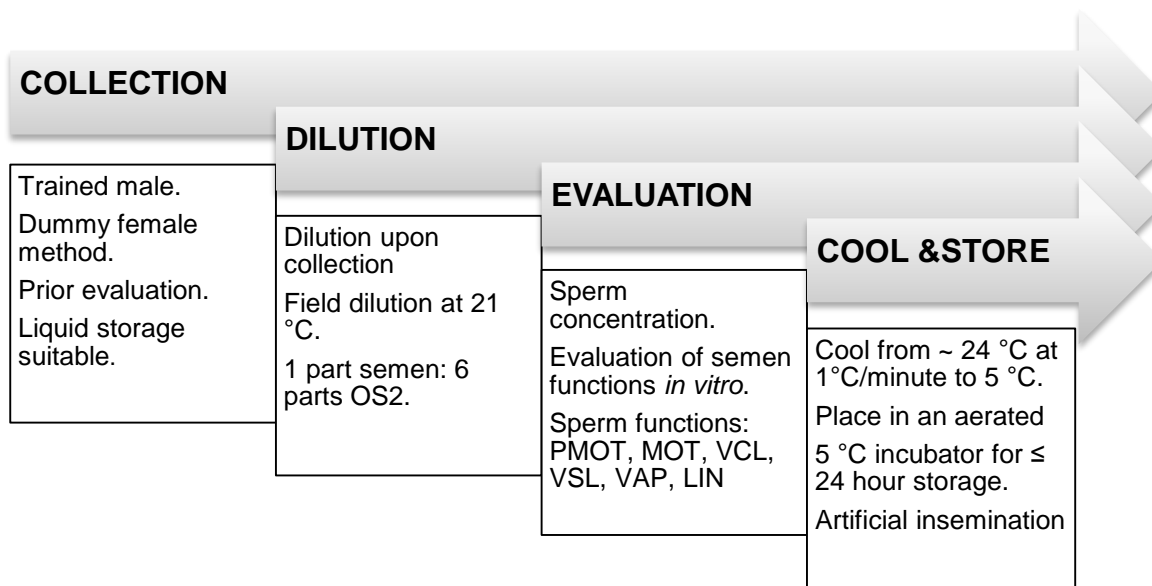 COLLECTION
Trained male.
Dummy female
method.
Prior evaluation.
Liquid storage
suitable.
DILUTION
Dilution upon
collection
Field dilution at 21
°C.
1 part semen: 6
parts OS2.
EVALUATION
Sperm
concentration.
Evaluation of semen
functions in vitro.
Sperm functions:
PMOT, MOT, VCL,
VSL, VAP, LIN
COOL &STORE
Cool from ~ 24 °C at
1°C/minute to 5 °C.
Place in an aerated
5 °C incubator for ≤
24 hour storage.
Artificial insemination